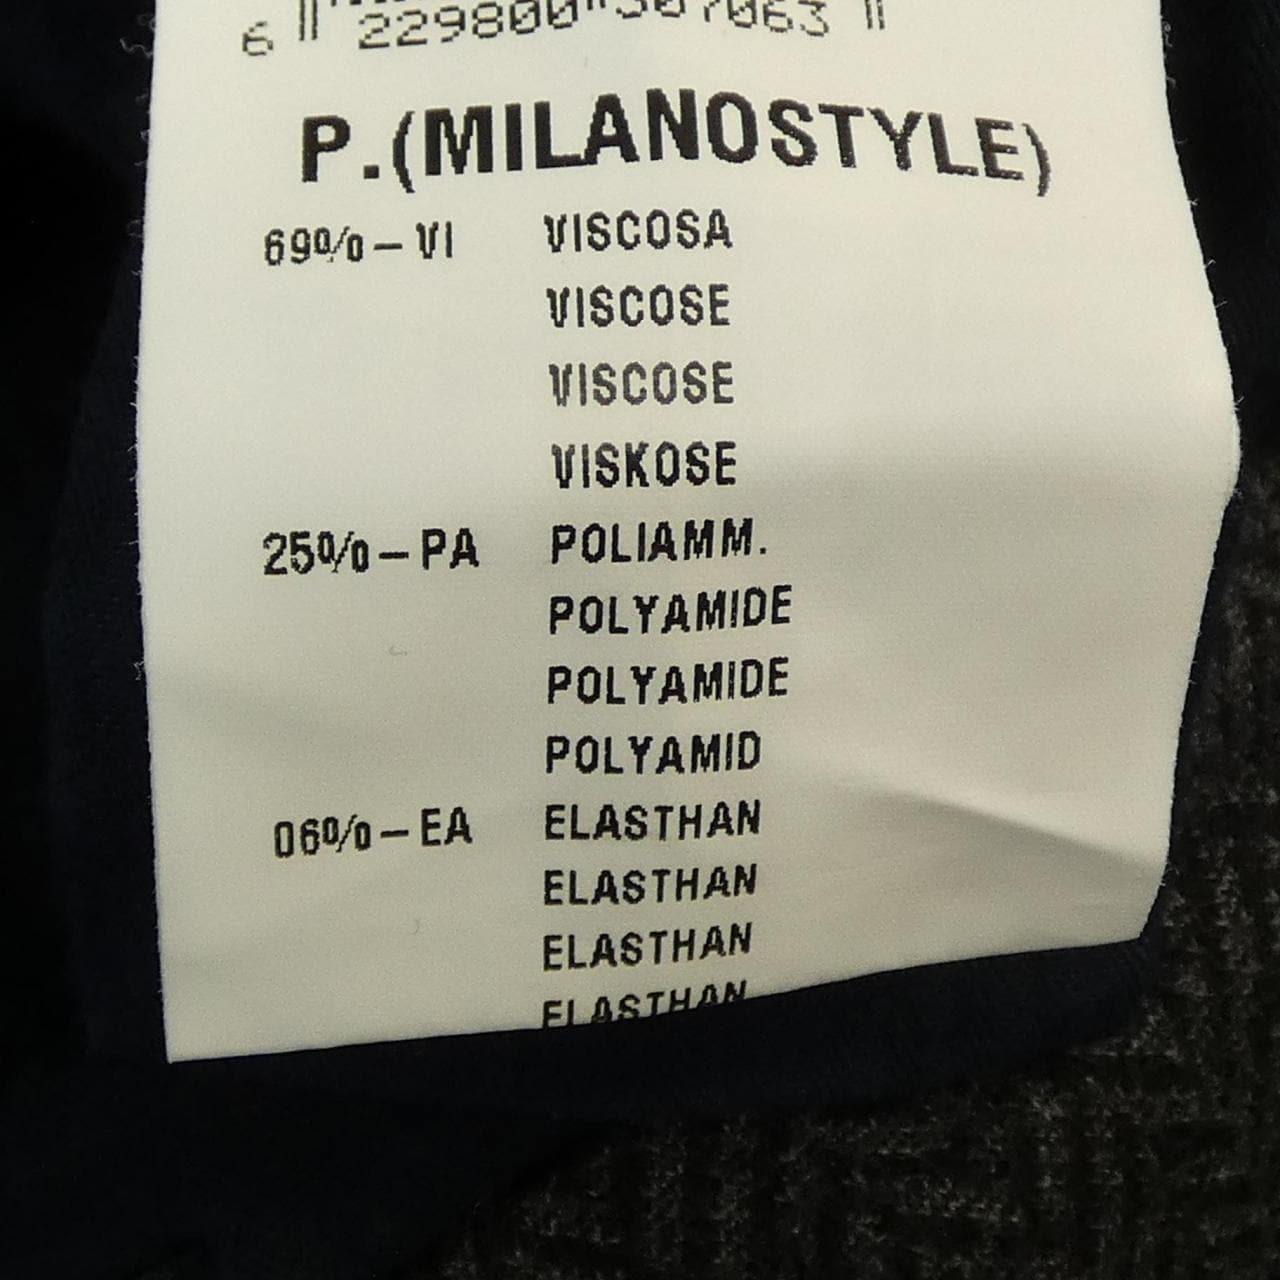 6 229800 307063
P.(MILANOSTYLE)
69%-VI VISCOSA
VISCOSE
VISCOSE
VISKOSE
25%-PA POLIAMM.
POLYAMIDE
POLYAMIDE
POLYAMID
06%-EA ELASTHAN
ELASTHAN
ELASTHAN
ELASTHAN